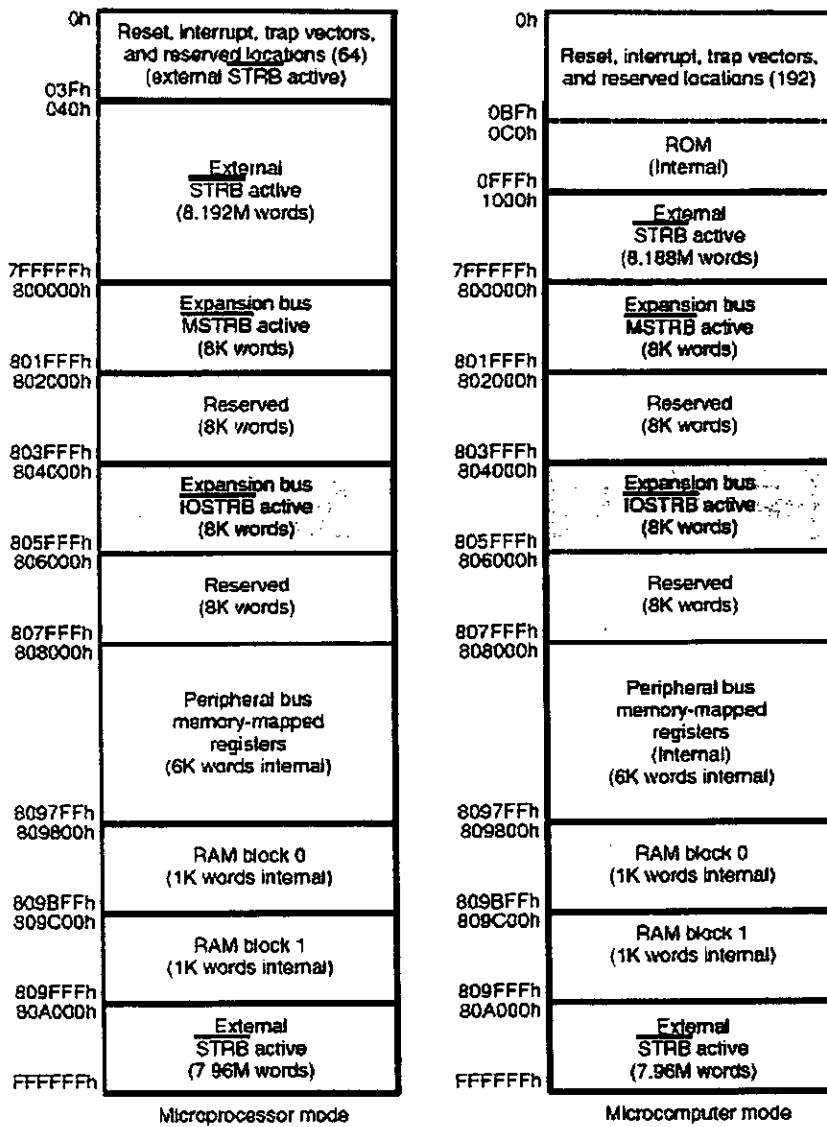 0h
Reset, interrupt, trap vectors,
and reserved locations (64)
(external STRB active)
03Fh
040h
External
STRB active
(8.192M words)
7FFFFFh
800000h
Expansion bus
MSTRB active
(8K words)
801FFFh
802000h
Reserved
(8K words)
803FFFh
804000h
Expansion bus
IOSTRB active
(8K words)
805FFFh
806000h
Reserved
(8K words)
807FFFh
808000h
Peripheral bus
memory-mapped
registers
(6K words internal)
8097FFh
809800h
RAM block 0
(1K words internal)
809BFFh
809C00h
RAM block 1
(1K words internal)
809FFFh
80A000h
External
STRB active
(7.96M words)
FFFFFFh
Microprocessor mode
0h
Reset, interrupt, trap vectors,
and reserved locations (192)
0BFh
0C0h
ROM
(Internal)
0FFFh
1000h
External
STRB active
(8.188M words)
7FFFFFh
800000h
Expansion bus
MSTRB active
(8K words)
801FFFh
802000h
Reserved
(8K words)
803FFFh
804000h
Expansion bus
IOSTRB active
(8K words)
805FFFh
806000h
Reserved
(8K words)
807FFFh
808000h
Peripheral bus
memory-mapped
registers
(Internal)
(6K words internal)
8097FFh
809800h
RAM block 0
(1K words internal)
809BFFh
809C00h
RAM block 1
(1K words internal)
809FFFh
80A000h
External
STRB active
(7.96M words)
FFFFFFh
Microcomputer mode